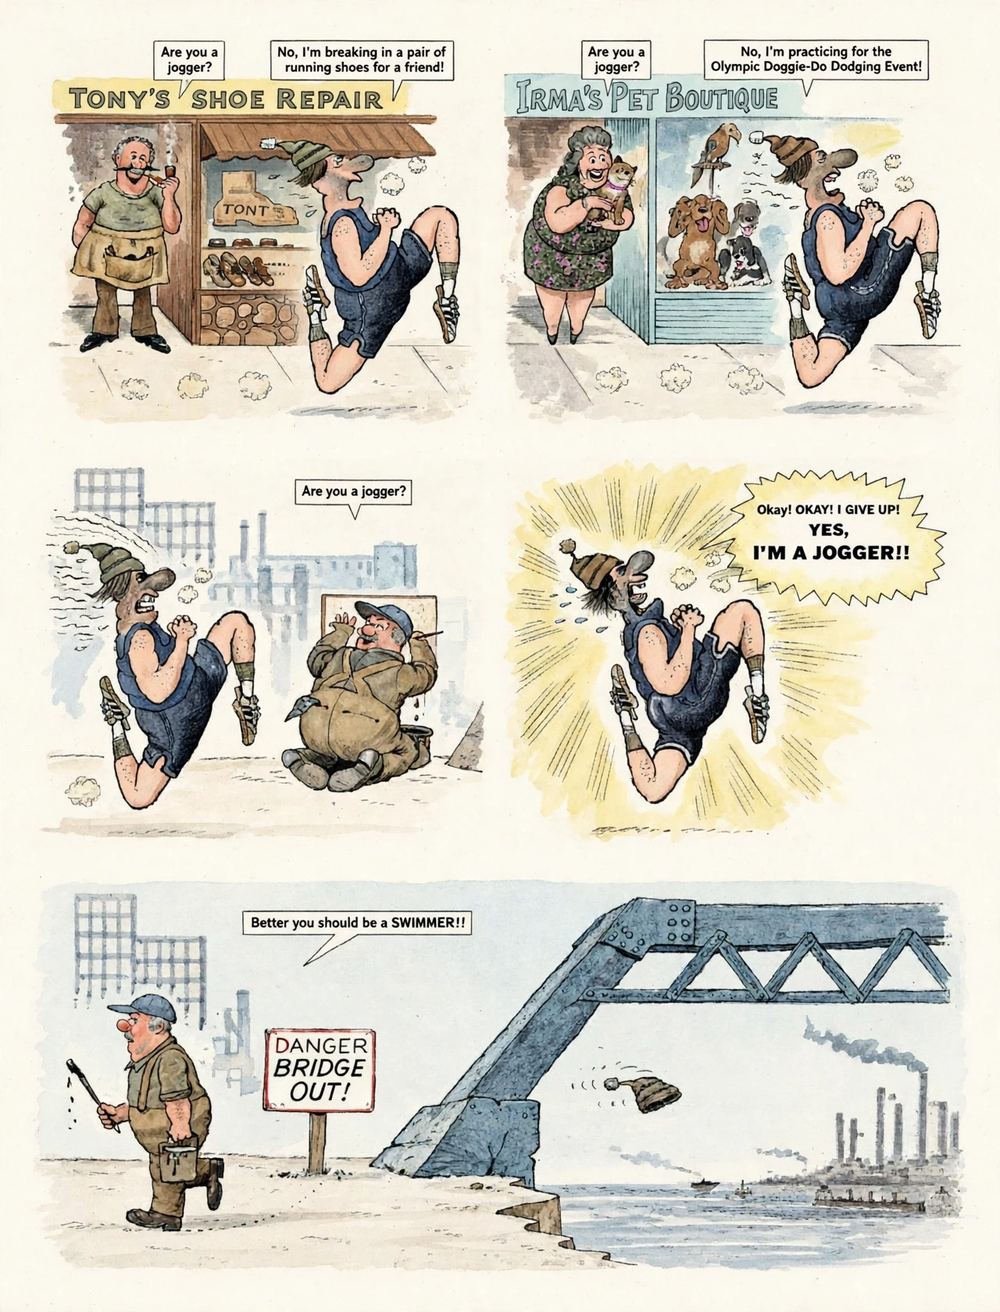 Are you a
jogger?
No, I'm breaking in a pair of
running shoes for a friend!
TONY'S SHOE REPAIR
TONT
Are you a
jogger?
No, I'm practicing for the
Olympic Doggie-Do Dodging Event!
IRMA'S PET BOUTIQUE
Are you a jogger?
Okay! OKAY! I GIVE UP!
YES,
I'M A JOGGER!!
Better you should be a SWIMMER!!
DANGER
BRIDGE
OUT!